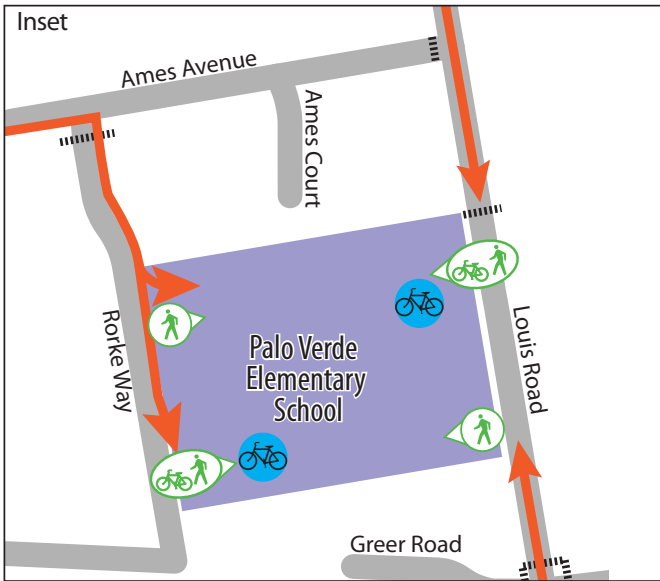 Inset
Ames Avenue
Ames Court
Rorke Way
Palo Verde
Elementary
School
Louis Road
Greer Road